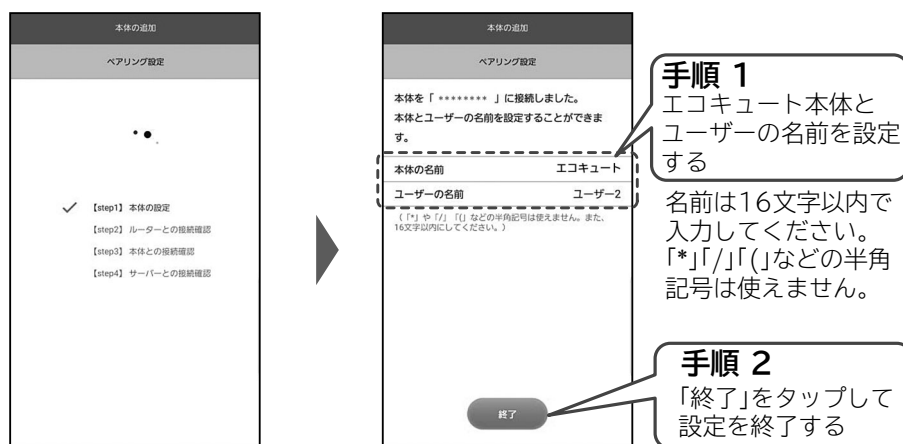 本体の追加
ペアリング設定
【step1】本体の設定
【step2】ルーターとの接続確認
【step3】本体との接続確認
【step4】サーバーとの接続確認
本体の追加
ペアリング設定
本体を「 ******** 」に接続しました。
本体とユーザーの名前を設定することができま
す。
本体の名前 エコキュート
ユーザーの名前 ユーザー2
(「*」や「/」「(」などの半角記号は使えません。また、
16文字以内にしてください。)
終了
手順 1
エコキュート本体と
ユーザーの名前を設定
する
名前は16文字以内で
入力してください。
「*」「/」「(」などの半角
記号は使えません。
手順 2
「終了」をタップして
設定を終了する